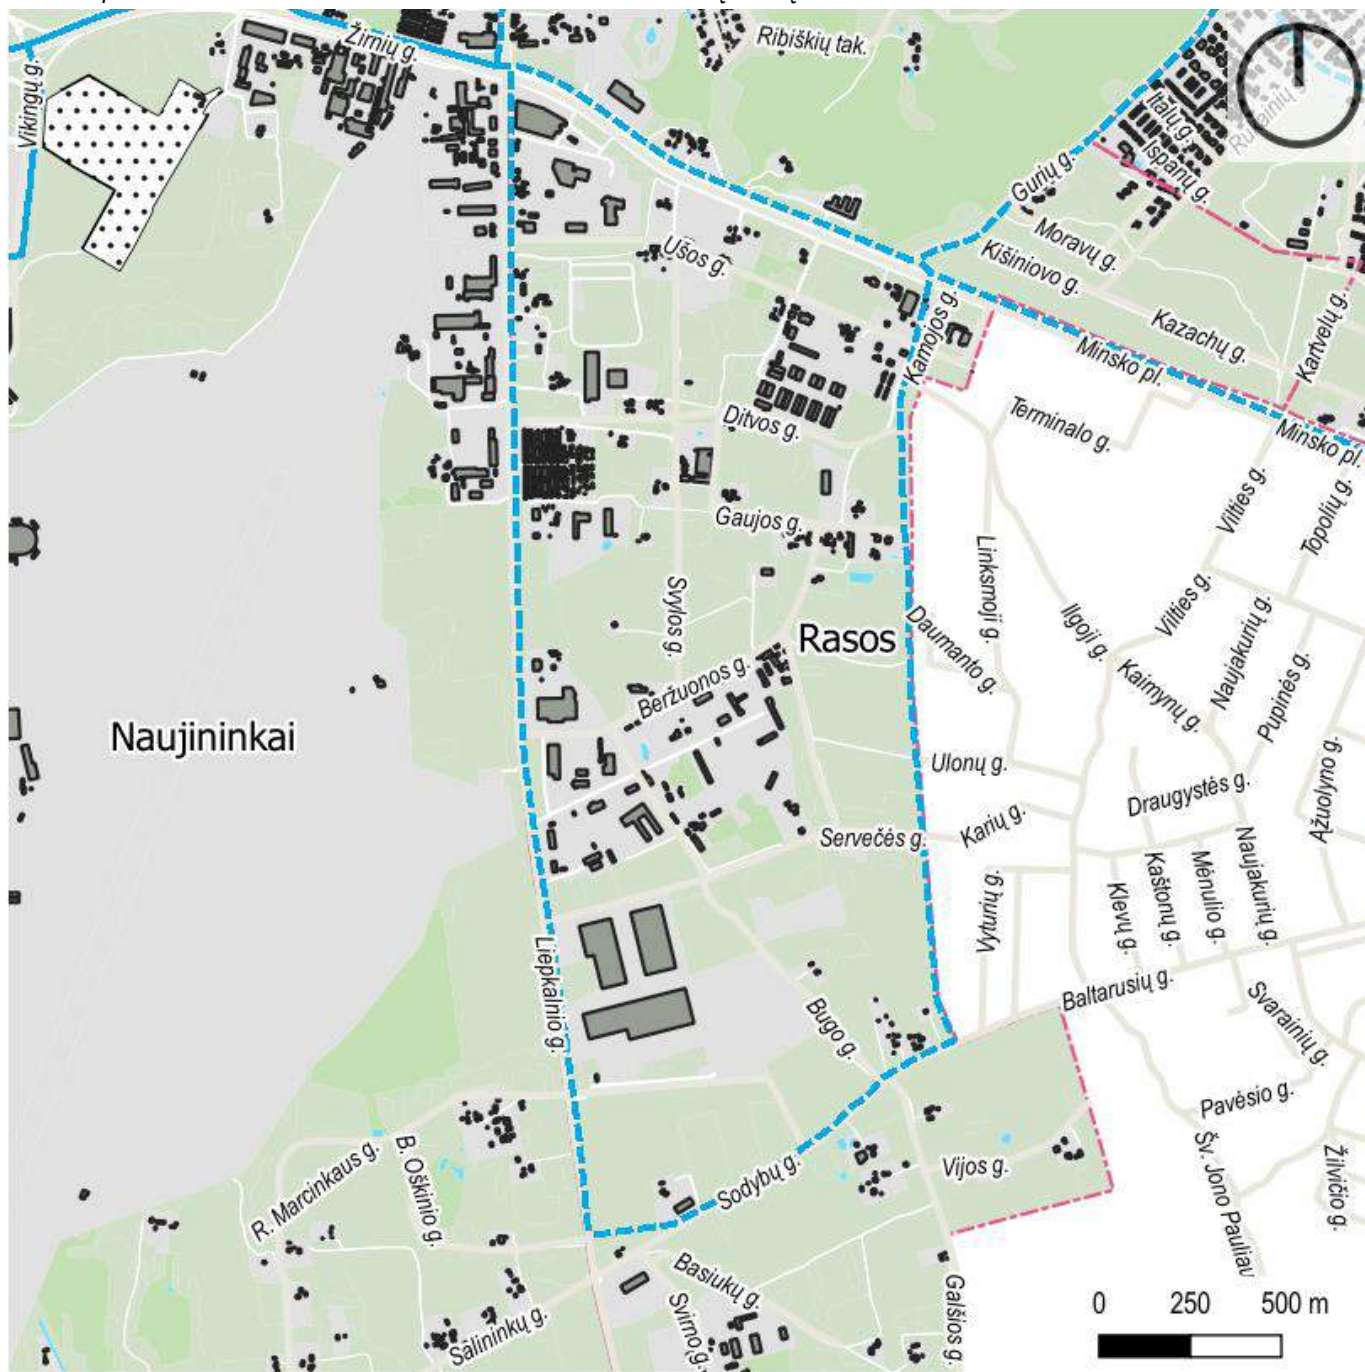 Ribiškių tak.
Žirnių g.
Vikingų g.
Italų g.
Ispanų g.
Gurių g.
Moravų g.
Kišiniovo g.
Ušos g.
Kazachų g.
Kartvelų g.
Kamojos g.
Minsko pl.
Terminalo g.
Ditvos g.
Minsko pl.
Vilties g.
Topolių g.
Gaujos g.
Linksmoji g.
Svylos g.
Rasos
Daumanto g.
Ilgoji g.
Vilties g.
Naujakurių g.
Kaimynų g.
Pupinės g.
Beržuonos g.
Naujininkai
Ulonų g.
Draugystės g.
Ąžuolyno g.
Servečės g.
Karių g.
Vyturių g.
Klevų g.
Kaštonų g.
Mėnulio g.
Naujakurių g.
Liepkalnio g.
Baltarusių g.
Bugo g.
Svarainių g.
Pavėsio g.
R. Marcinkaus g.
B. Oškinio g.
Sodybų g.
Vijos g.
Šv. Jono Pauliau
Žilvičio g.
Basiukų g.
Svirno g.
Galšios g.
Salininkų g.
0 250 500 m